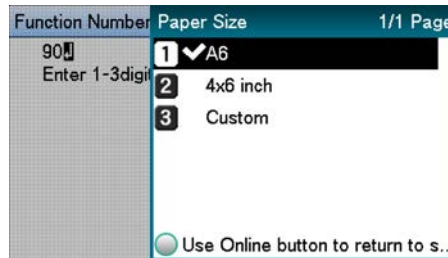 Function Number
90
Enter 1-3digi
Paper Size 1/1 Page
1 A6
2 4x6 inch
3 Custom
Use Online button to return to s..